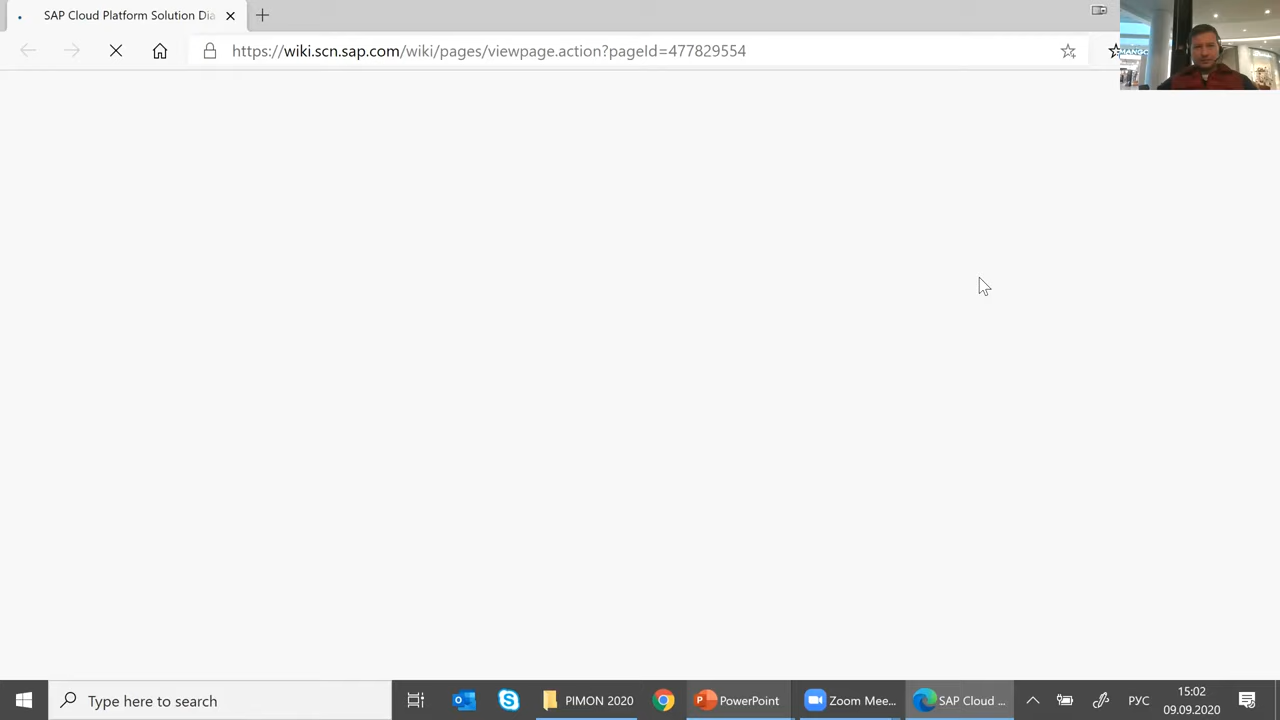 SAP Cloud Platform Solution Dia
https://wiki.scn.sap.com/wiki/pages/viewpage.action?pageId=477829554
MANGO
Type here to search
PIMON 2020
PowerPoint
Zoom Mee...
SAP Cloud ...
РУС
15:02
09.09.2020